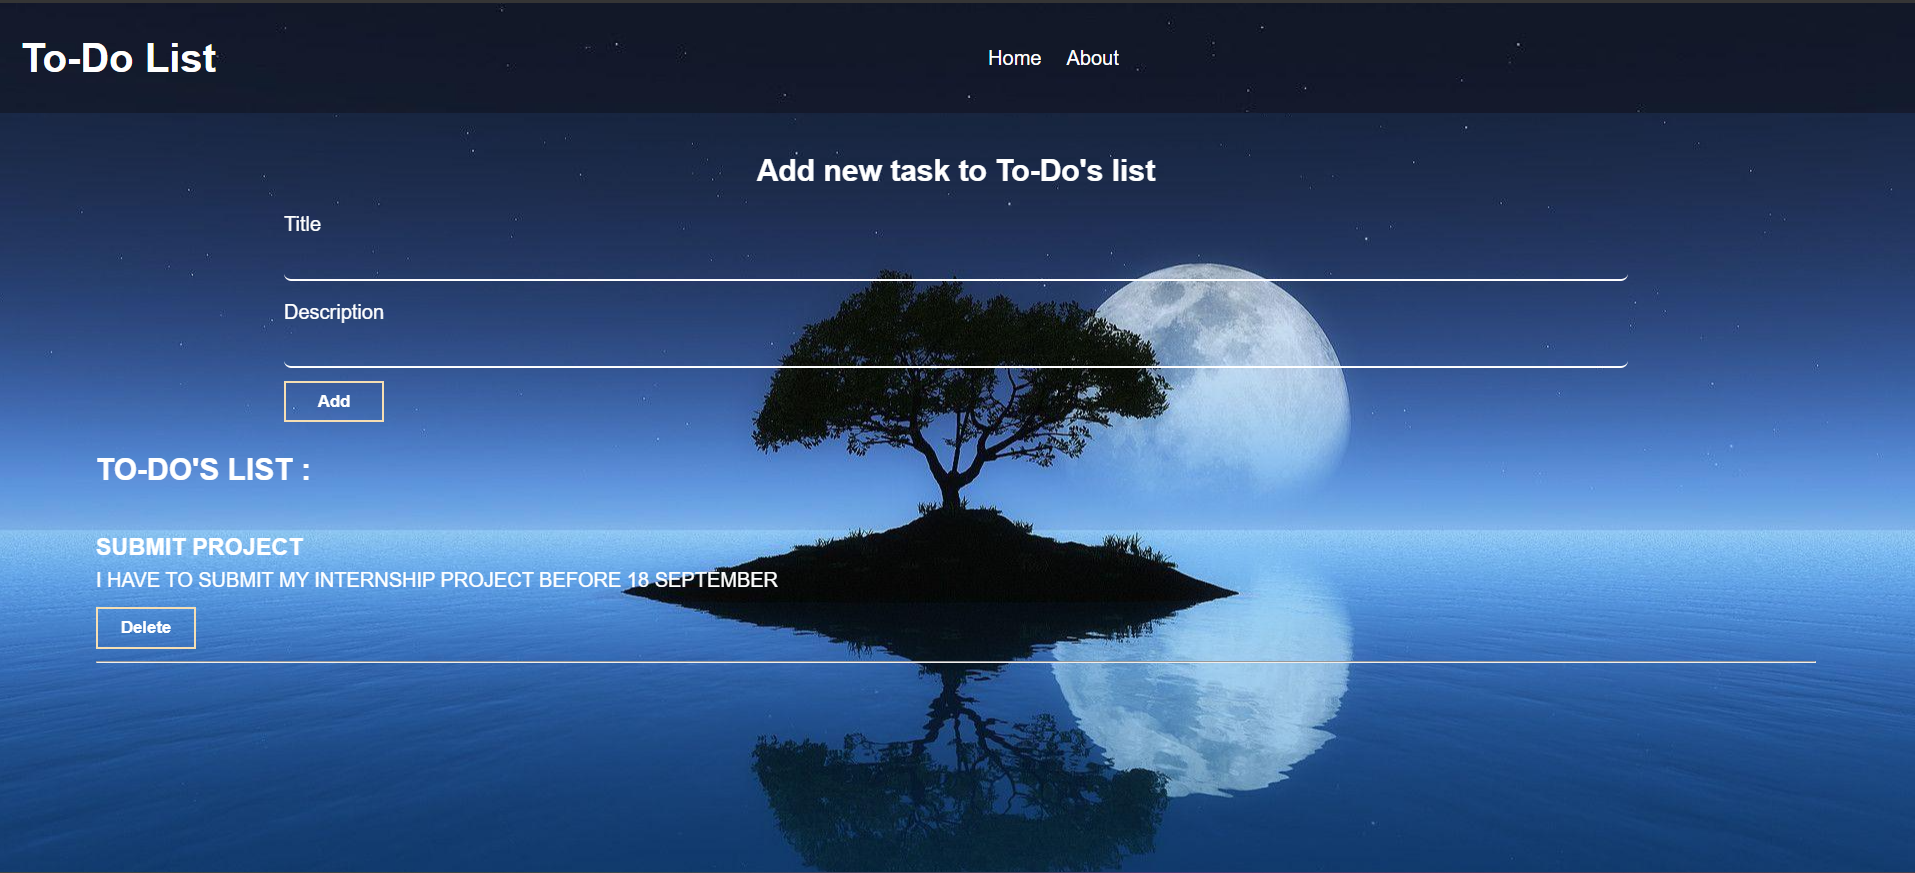 To-Do List
Home About
Add new task to To-Do's list
Title
Description
Add
TO-DO'S LIST :
SUBMIT PROJECT
I HAVE TO SUBMIT MY INTERNSHIP PROJECT BEFORE 18 SEPTEMBER
Delete